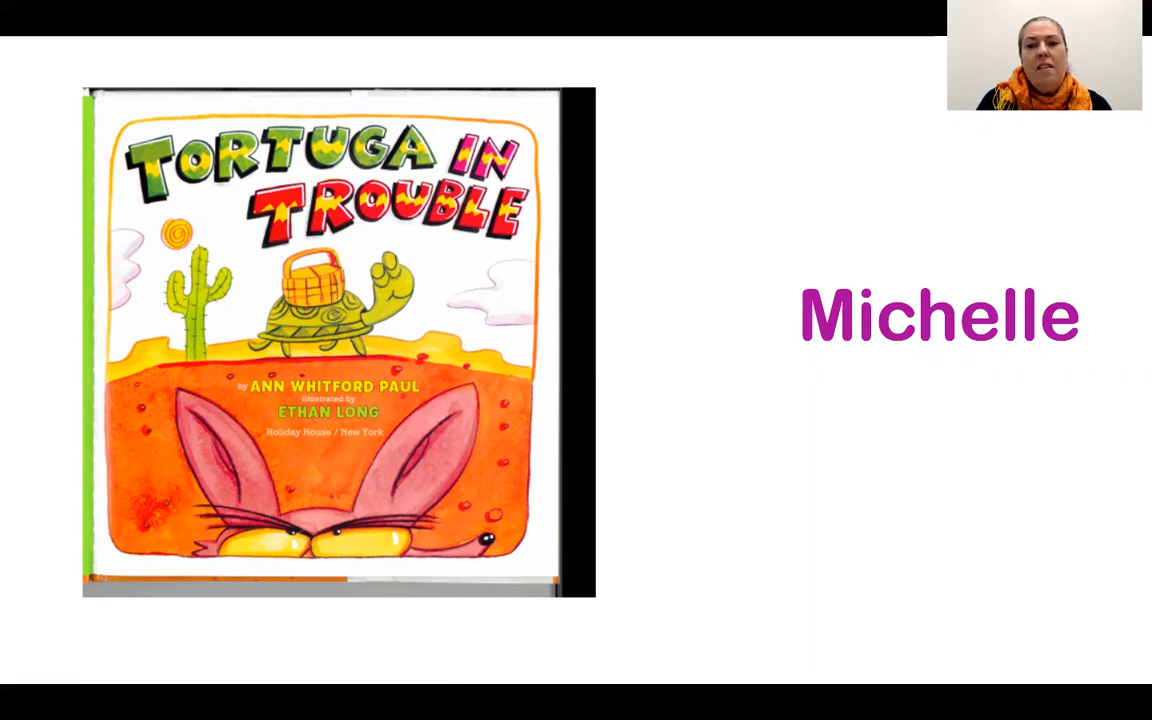 TORTUGA IN
TROUBLE
by ANN WHITFORD PAUL
illustrated by
ETHAN LONG
Holiday House / New York
Michelle